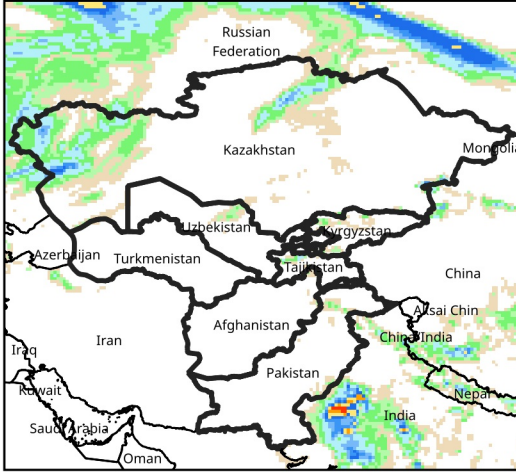 Russian
Federation
Kazakhstan
Mongolia
Uzbekistan
Kyrgyzstan
Azerbaijan
Turkmenistan
Tajikistan
China
Aksai Chin
Afghanistan
China/India
Iran
Iraq
Pakistan
Kuwait
Nepal
India
Saudi Arabia
Oman